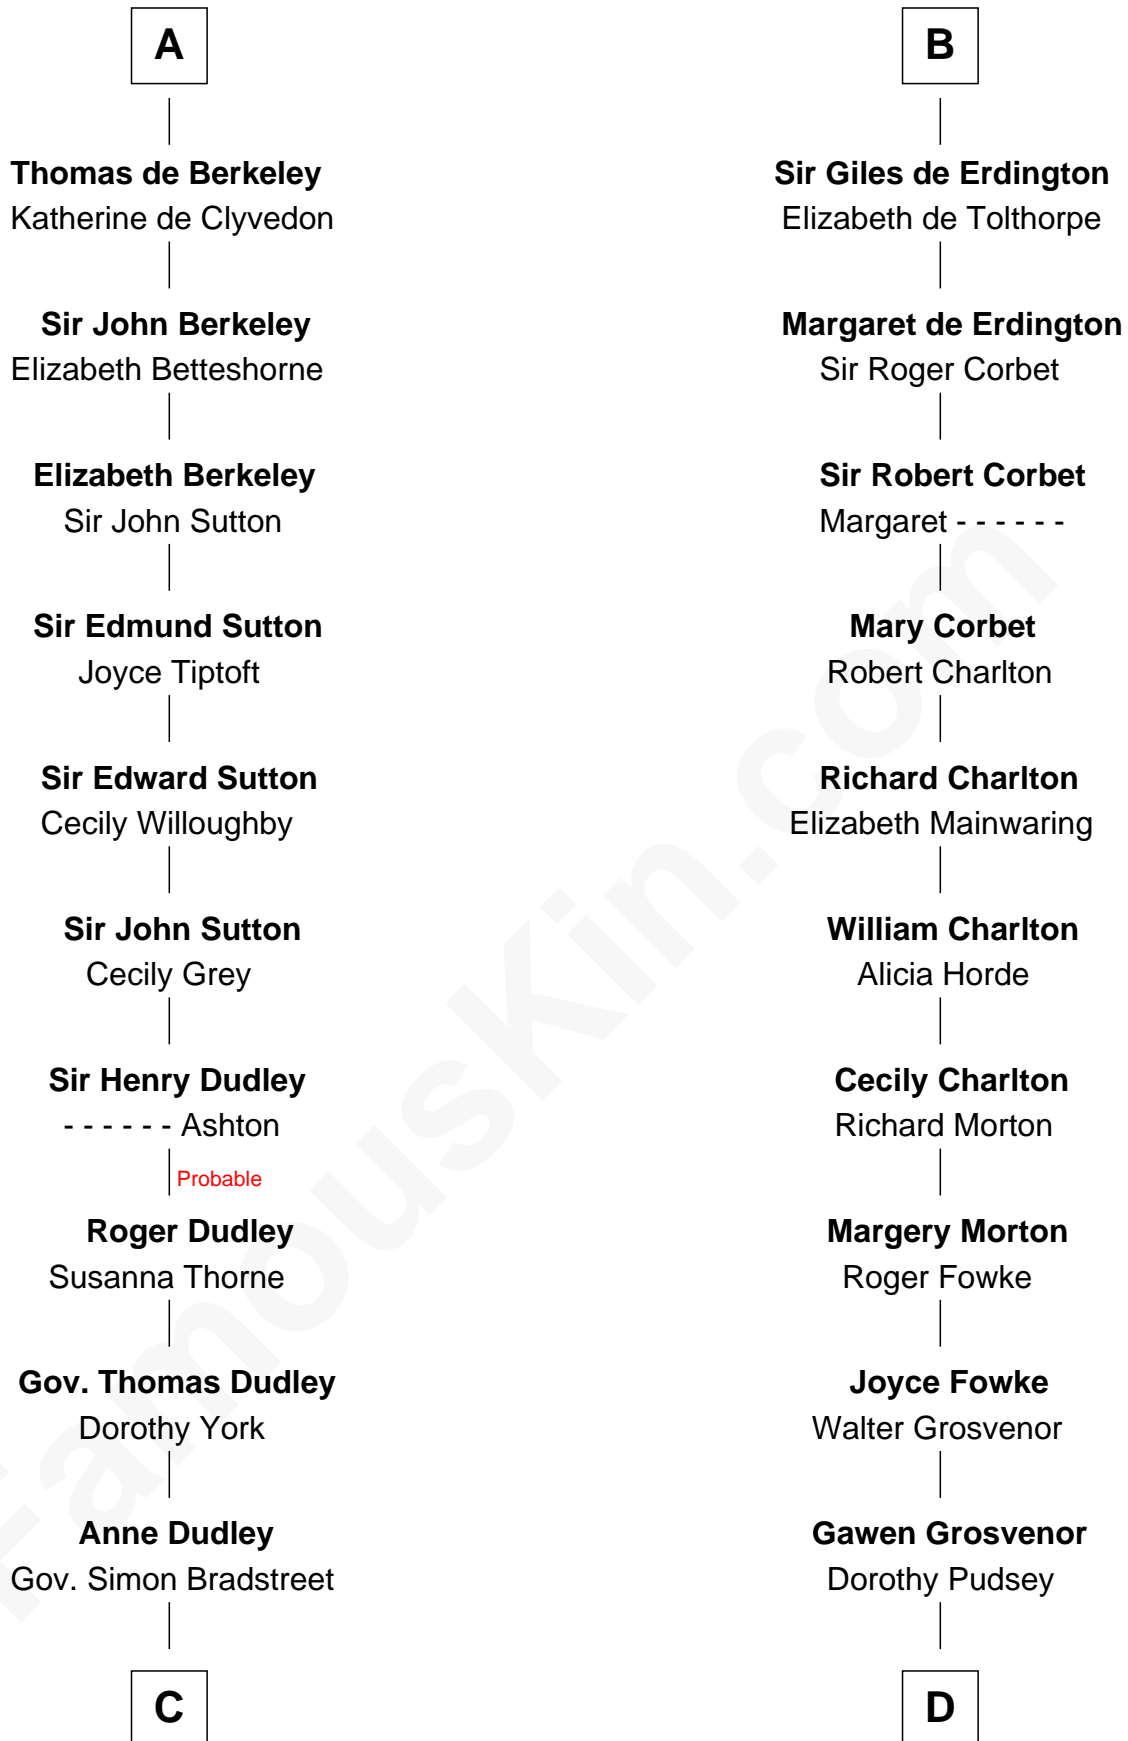 A
Thomas de Berkeley
Katherine de Clyvedon
Sir John Berkeley
Elizabeth Betteshorne
Elizabeth Berkeley
Sir John Sutton
Sir Edmund Sutton
Joyce Tiptoft
Sir Edward Sutton
Cecily Willoughby
Sir John Sutton
Cecily Grey
Sir Henry Dudley
- - - - - - Ashton
Probable
Roger Dudley
Susanna Thorne
Gov. Thomas Dudley
Dorothy York
Anne Dudley
Gov. Simon Bradstreet
C
B
Sir Giles de Erdington
Elizabeth de Tolthorpe
Margaret de Erdington
Sir Roger Corbet
Sir Robert Corbet
Margaret - - - - - -
Mary Corbet
Robert Charlton
Richard Charlton
Elizabeth Mainwaring
William Charlton
Alicia Horde
Cecily Charlton
Richard Morton
Margery Morton
Roger Fowke
Joyce Fowke
Walter Grosvenor
Gawen Grosvenor
Dorothy Pudsey
D
FamousKin.com